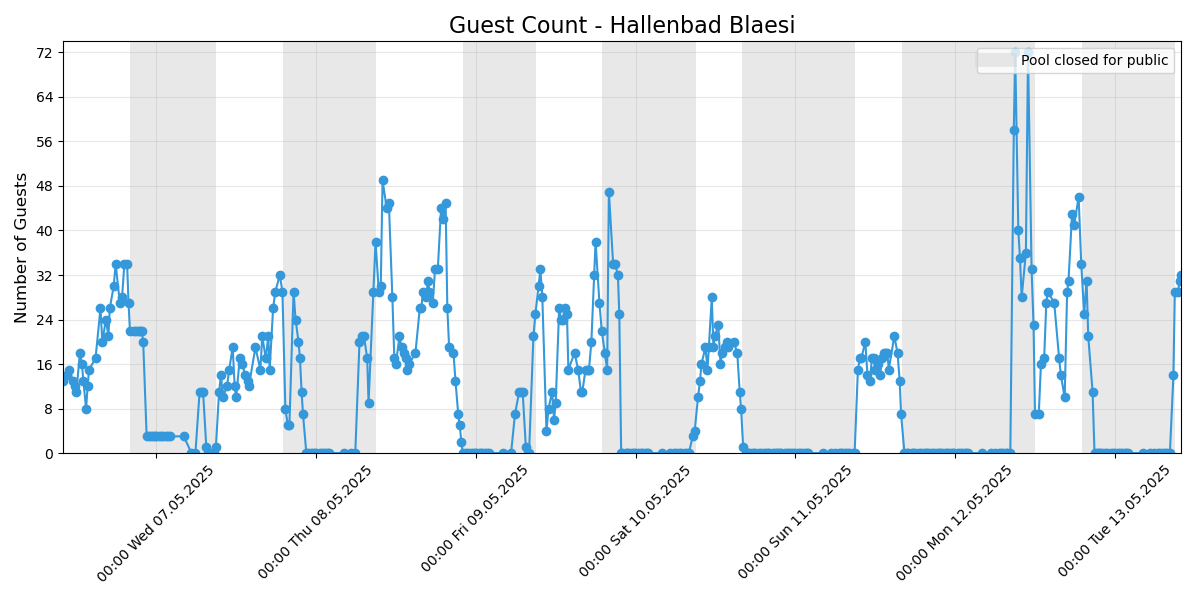 Guest Count - Hallenbad Blaesi
Pool closed for public
Number of Guests
72
64
56
48
40
32
24
16
8
0
00:00 Wed 07.05.2025
00:00 Thu 08.05.2025
00:00 Fri 09.05.2025
00:00 Sat 10.05.2025
00:00 Sun 11.05.2025
00:00 Mon 12.05.2025
00:00 Tue 13.05.2025